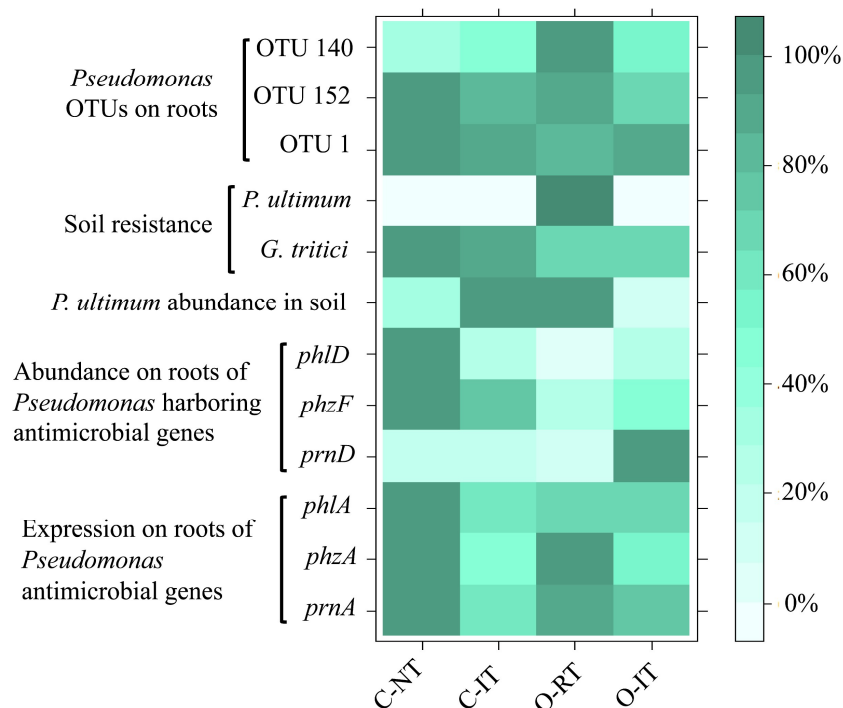 Pseudomonas
OTUs on roots
OTU 140
OTU 152
OTU 1
Soil resistance
P. ultimum
G. tritici
P. ultimum abundance in soil
Abundance on roots of
Pseudomonas harboring
antimicrobial genes
phlD
phzF
prnD
Expression on roots of
Pseudomonas
antimicrobial genes
phlA
phzA
prnA
C-NT
C-IT
O-RT
O-IT
100%
80%
60%
40%
20%
0%